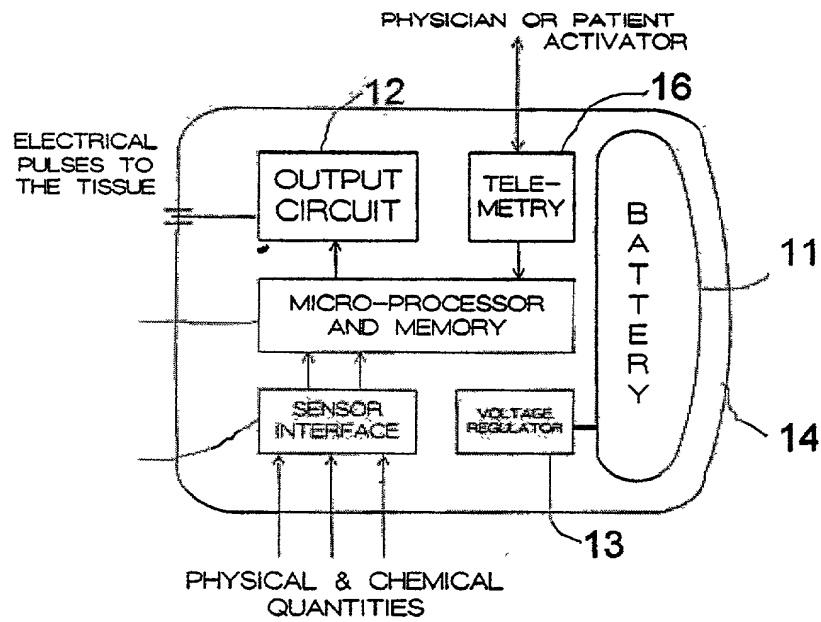 PHYSICIAN OR PATIENT
ACTIVATOR
12
16
ELECTRICAL
PULSES TO
THE TISSUE
OUTPUT
CIRCUIT
TELE-
METRY
BATTERY
11
MICRO-PROCESSOR
AND MEMORY
SENSOR
INTERFACE
VOLTAGE
REGULATOR
14
13
PHYSICAL & CHEMICAL
QUANTITIES